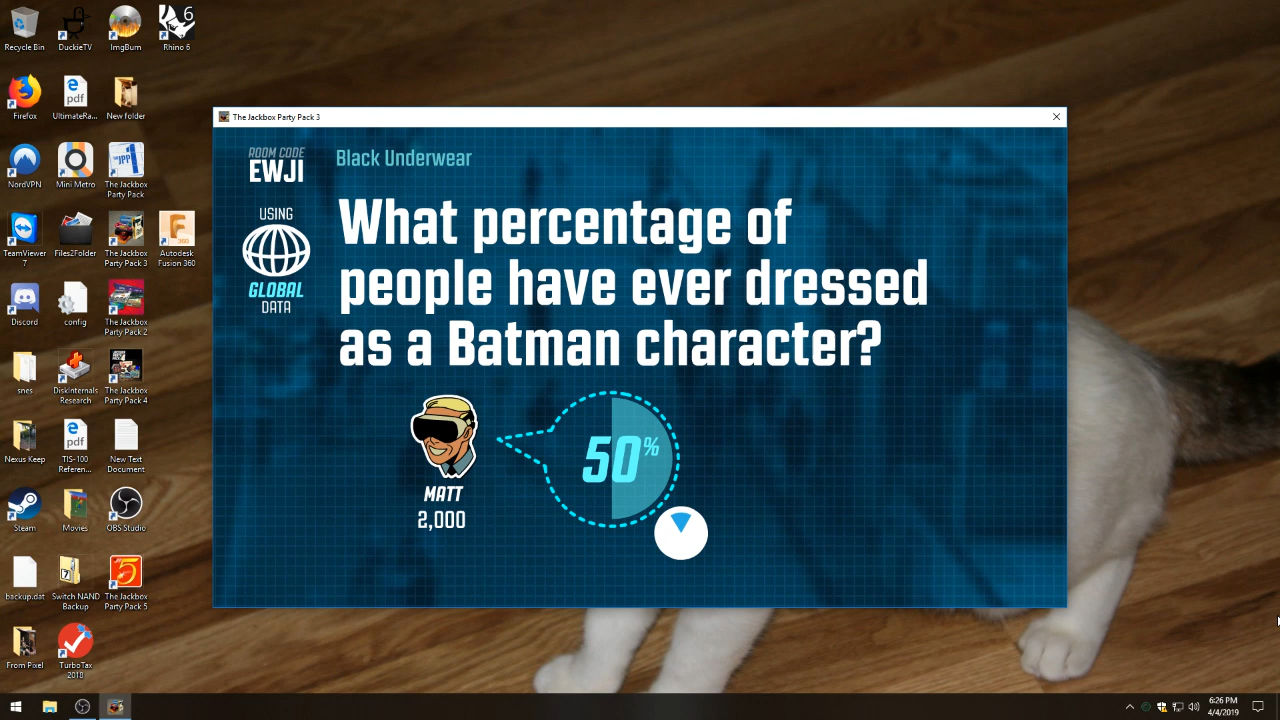 Recycle Bin
DuckieTV
ImgBurn
Rhino 6
6
Firefox
pdf
UltimateRa...
New folder
NordVPN
Mini Metro
The Jackbox
Party Pack
TeamViewer
7
Files2Folder
The Jackbox
Party Pack 3
Autodesk
Fusion 360
Discord
config
The Jackbox
Party Pack 2
snes
DiskInternals
Research
The Jackbox
Party Pack 4
Nexus Keep
pdf
TIS-100
Referen...
New Text
Document
Steam
Movies
OBS Studio
backup.dat
Switch NAND
Backup
The Jackbox
Party Pack 5
From Pixel
TurboTax
2018
The Jackbox Party Pack 3
ROOM CODE
EWJI
USING
GLOBAL
DATA
Black Underwear
What percentage of
people have ever dressed
as a Batman character?
50%
MATT
2,000
6:26 PM
4/4/2019